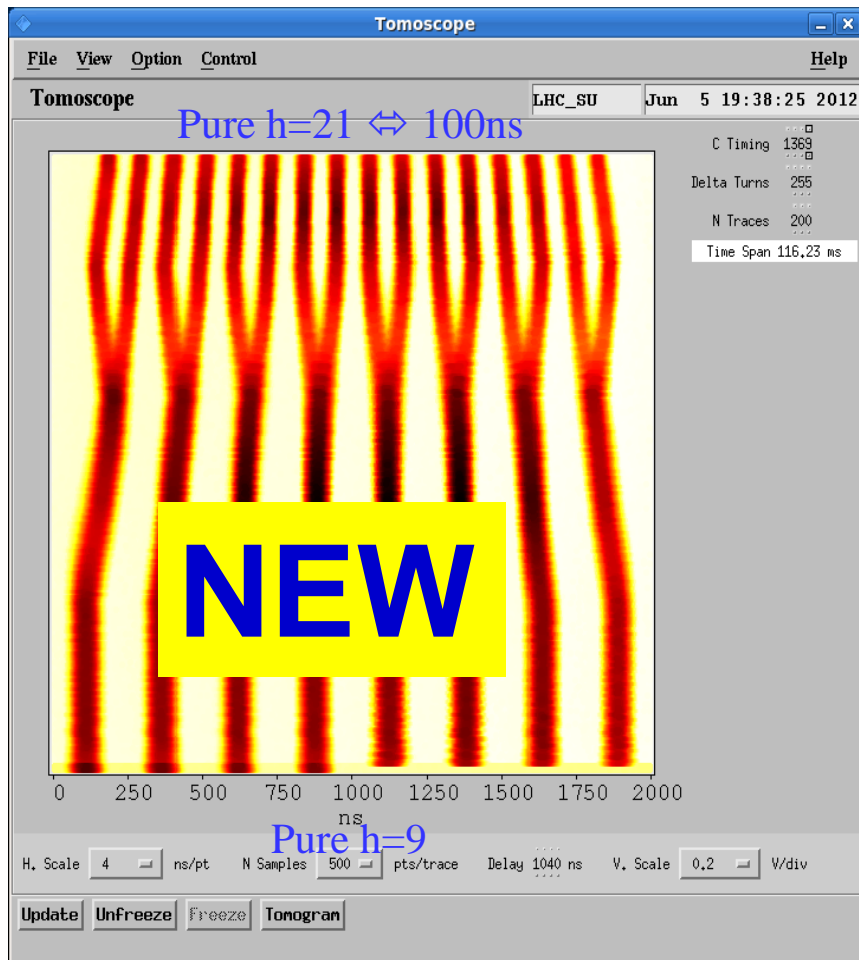 Tomoscope
File View Option Control Help
Tomoscope LHC_SU Jun 5 19:38:25 2012
Pure h=21 ⇔ 100ns
C Timing 1369
Delta Turns 255
N Traces 200
Time Span 116.23 ms
NEW
0 250 500 750 1000 1250 1500 1750 2000
ns
Pure h=9
H. Scale 4 ns/pt N Samples 500 pts/trace Delay 1040 ns V. Scale 0.2 V/div
Update Unfreeze Freeze Tomogram